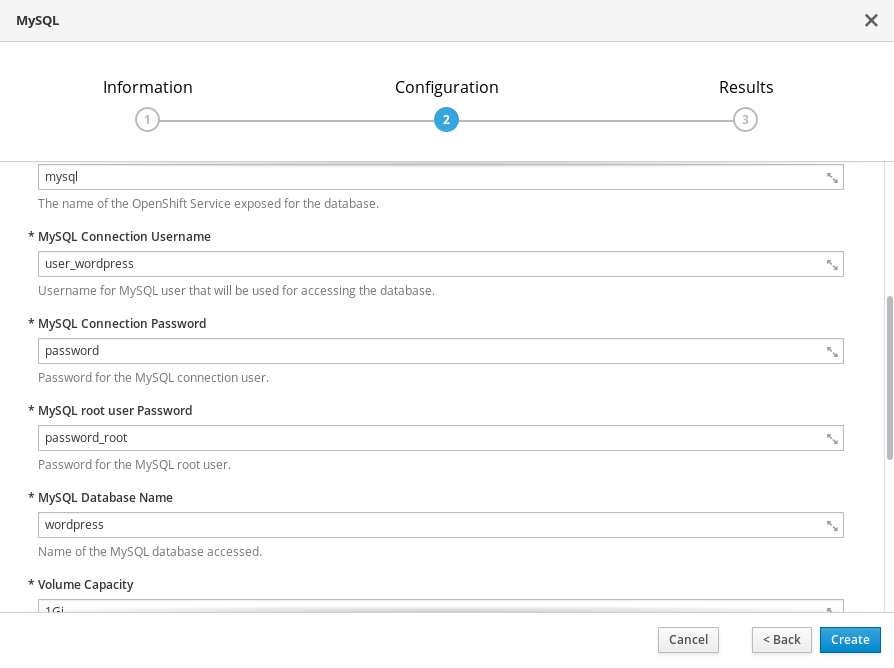 MySQL
Information
Configuration
Results
1
2
3
mysql
The name of the OpenShift Service exposed for the database.
* MySQL Connection Username
user_wordpress
Username for MySQL user that will be used for accessing the database.
* MySQL Connection Password
password
Password for the MySQL connection user.
* MySQL root user Password
password_root
Password for the MySQL root user.
* MySQL Database Name
wordpress
Name of the MySQL database accessed.
* Volume Capacity
1Gi
Cancel
< Back
Create